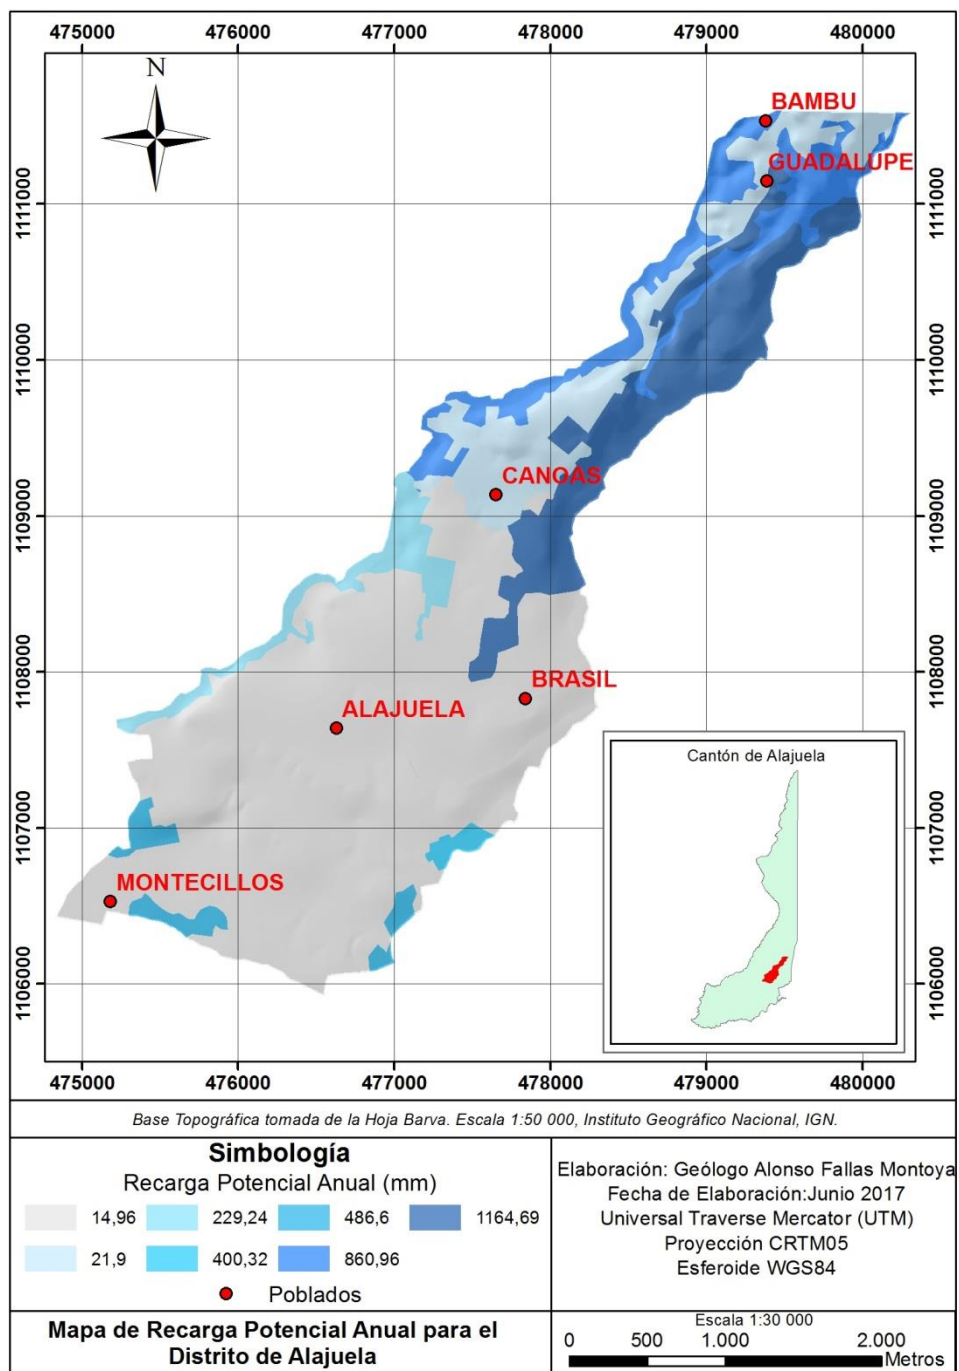 475000 476000 477000 478000 479000 480000
N
BAMBU
GUADALUPE
1111000 1111000
1110000 1110000
CANOAS
1109000 1109000
1108000 1108000
BRASIL
ALAJUELA
Cantón de Alajuela
1107000 1107000
MONTECILLOS
1106000 1106000
475000 476000 477000 478000 479000 480000
Base Topográfica tomada de la Hoja Barva. Escala 1:50 000, Instituto Geográfico Nacional, IGN.
Simbología
Recarga Potencial Anual (mm)
14,96 229,24 486,6 1164,69
21,9 400,32 860,96
Poblados
Elaboración: Geólogo Alonso Fallas Montoya
Fecha de Elaboración:Junio 2017
Universal Traverse Mercator (UTM)
Proyección CRTM05
Esferoide WGS84
Mapa de Recarga Potencial Anual para el
Distrito de Alajuela
Escala 1:30 000
0 500 1.000 2.000
Metros